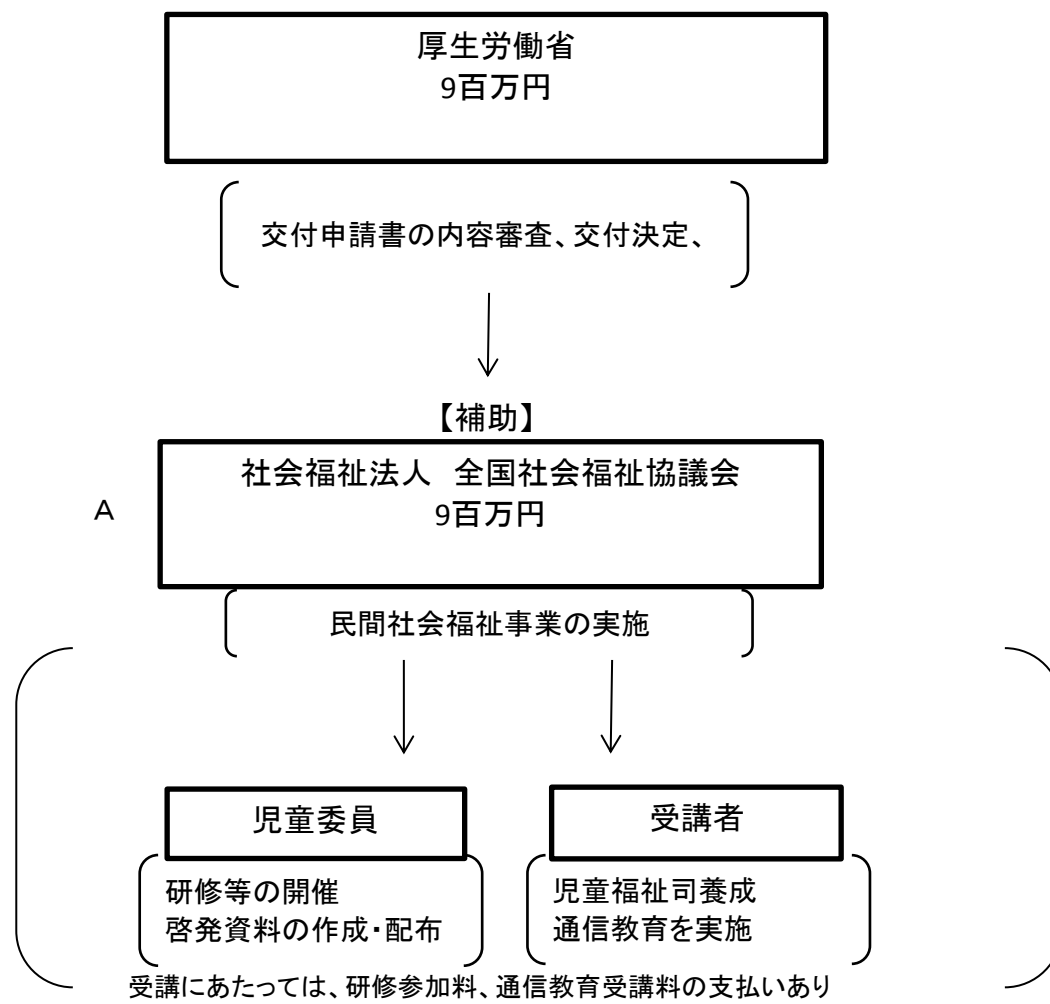 厚生労働省
9百万円
交付申請書の内容審査、交付決定、
【補助】
A
社会福祉法人　全国社会福祉協議会
9百万円
民間社会福祉事業の実施
児童委員
研修等の開催
啓発資料の作成・配布
受講者
児童福祉司養成
通信教育を実施
受講にあたっては、研修参加料、通信教育受講料の支払いあり